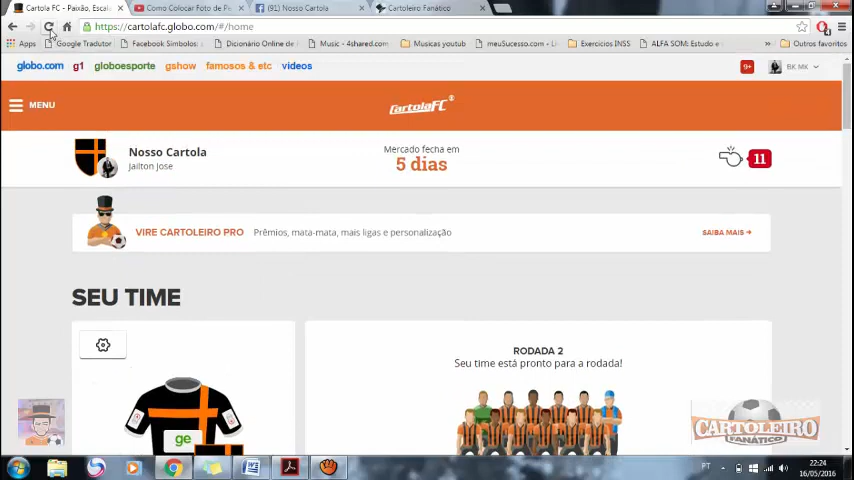 Cartola FC - Paixão, Escala
Como Colocar Foto de Pe
(91) Nosso Cartola
Cartoleiro Fanático
https://cartolafc.globo.com/#/home
Apps
Google Tradutor
Facebook Símbolos:
Dicionário Online de
Music - 4shared.com
Musicas youtub
meuSucesso.com - Lice
Exercicios INSS
ALFA SOM: Estudo e
»
Outros favoritos
globo.com g1 globoesporte gshow famosos & etc vídeos
9+
BK MK
MENU
CartolaFC®
Nosso Cartola
Jailton Jose
Mercado fecha em
5 dias
11
VIRE CARTOLEIRO PRO Prêmios, mata-mata, mais ligas e personalização
SAIBA MAIS
SEU TIME
RODADA 2
Seu time está pronto para a rodada!
ge
CARTOLEIRO
FANÁTICO
PT
22:24
16/05/2016